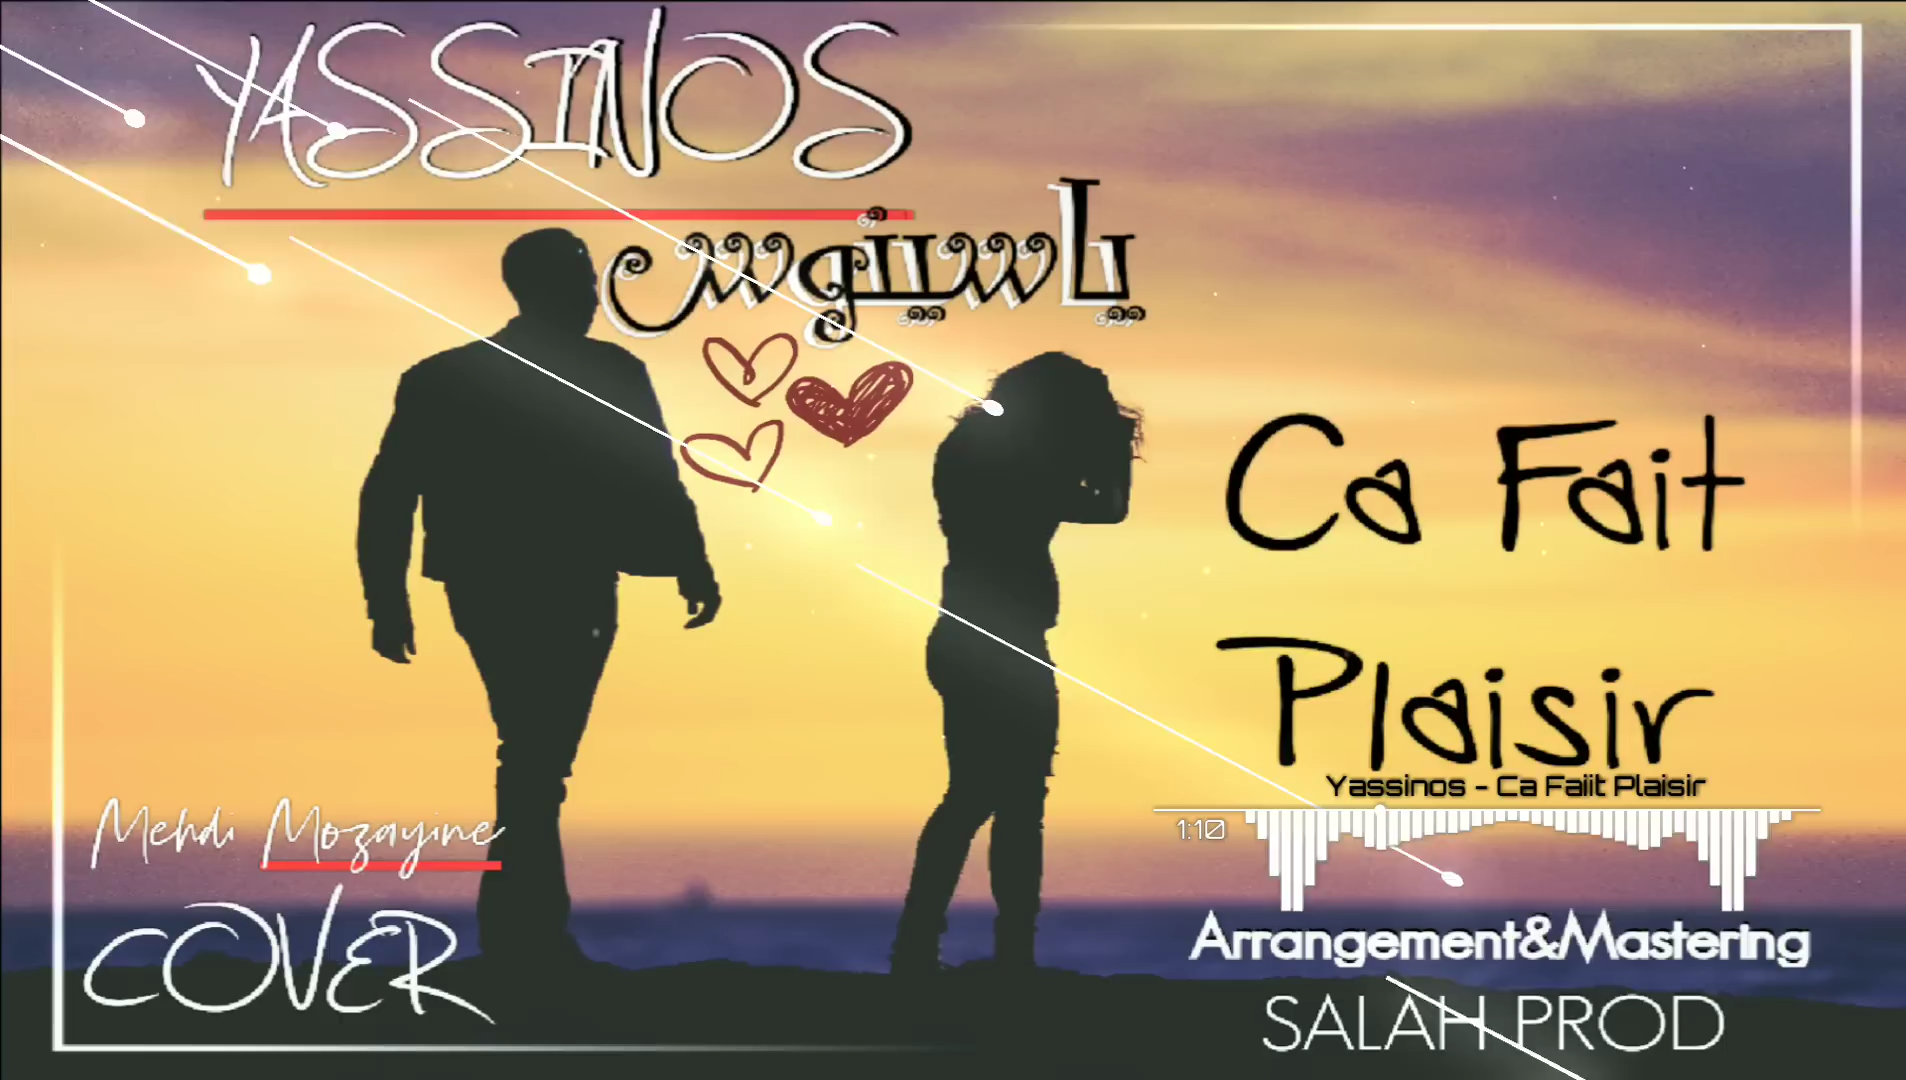 YASSINOS
ياسينوس
Ca Fait
Plaisir
Yassinos - Ca Faiit Plaisir
1:10
Mehdi Mozayine
COVER
Arrangement&Mastering
SALAH PROD